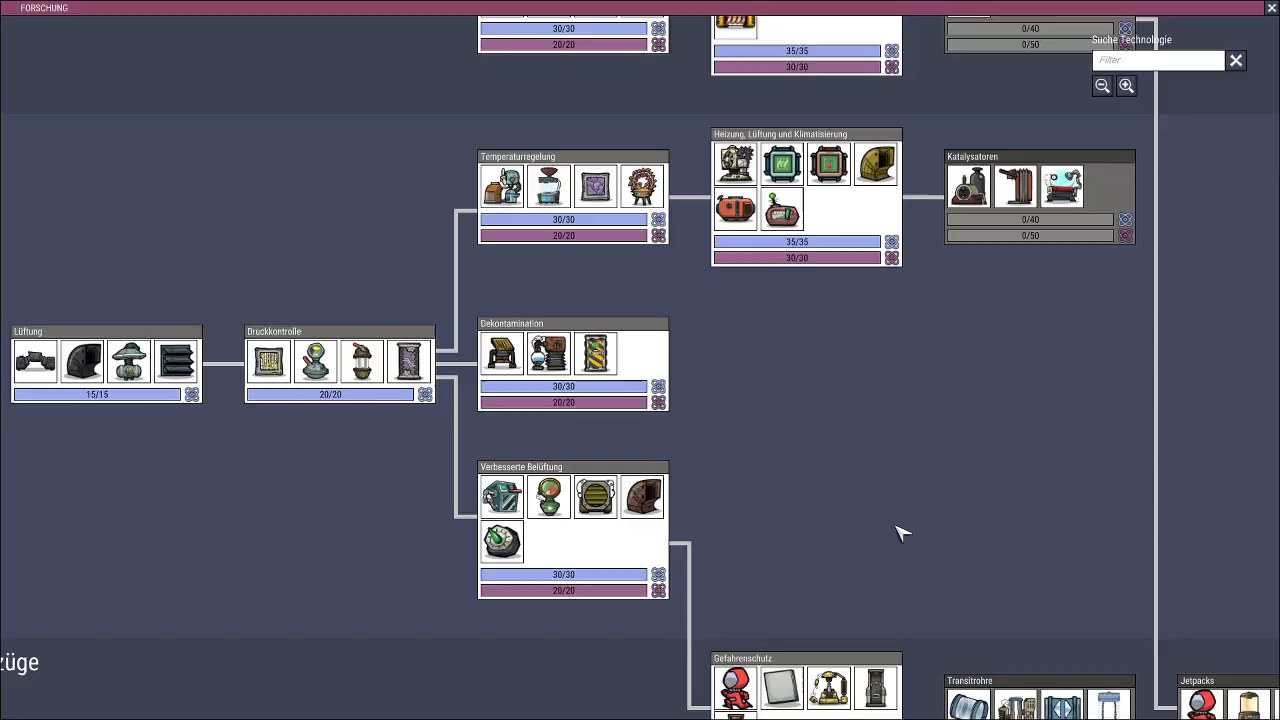 FORSCHUNG
30/30
20/20
35/35
30/30
0/40
0/50
Suche Technologie
Filter
Temperaturregelung
30/30
20/20
Heizung, Lüftung und Klimatisierung
35/35
30/30
Katalysatoren
0/40
0/50
Lüftung
15/15
Druckkontrolle
20/20
Dekontamination
30/30
20/20
Verbesserte Belüftung
30/30
20/20
züge
Gefahrenschutz
Transitrohre
Jetpacks